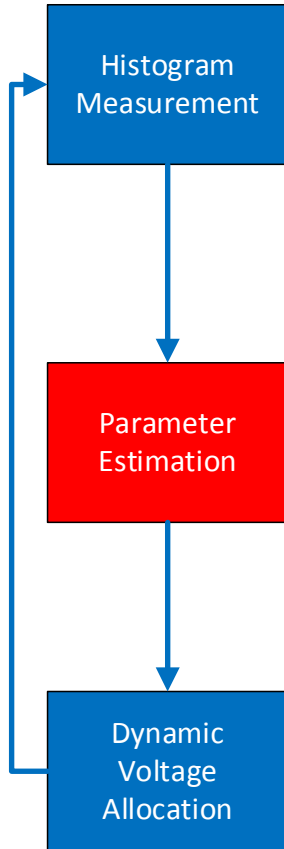 Histogram
Measurement
Parameter
Estimation
Dynamic
Voltage
Allocation